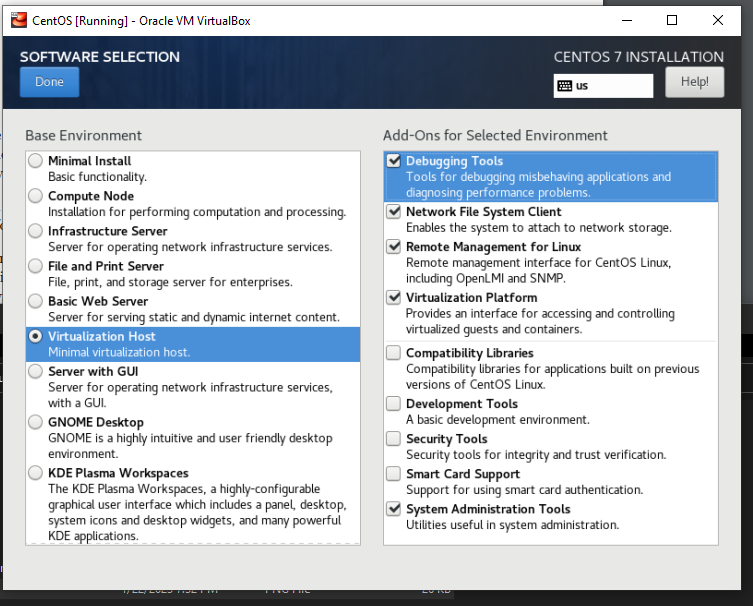 CentOS [Running] - Oracle VM VirtualBox
SOFTWARE SELECTION
CENTOS 7 INSTALLATION
Done
us
Help!
Base Environment
Minimal Install
Basic functionality.
Compute Node
Installation for performing computation and processing.
Infrastructure Server
Server for operating network infrastructure services.
File and Print Server
File, print, and storage server for enterprises.
Basic Web Server
Server for serving static and dynamic internet content.
Virtualization Host
Minimal virtualization host.
Server with GUI
Server for operating network infrastructure services,
with a GUI.
GNOME Desktop
GNOME is a highly intuitive and user friendly desktop
environment.
KDE Plasma Workspaces
The KDE Plasma Workspaces, a highly-configurable
graphical user interface which includes a panel, desktop,
system icons and desktop widgets, and many powerful
KDE applications.
Add-Ons for Selected Environment
Debugging Tools
Tools for debugging misbehaving applications and
diagnosing performance problems.
Network File System Client
Enables the system to attach to network storage.
Remote Management for Linux
Remote management interface for CentOS Linux,
including OpenLMI and SNMP.
Virtualization Platform
Provides an interface for accessing and controlling
virtualized guests and containers.
Compatibility Libraries
Compatibility libraries for applications built on previous
versions of CentOS Linux.
Development Tools
A basic development environment.
Security Tools
Security tools for integrity and trust verification.
Smart Card Support
Support for using smart card authentication.
System Administration Tools
Utilities useful in system administration.